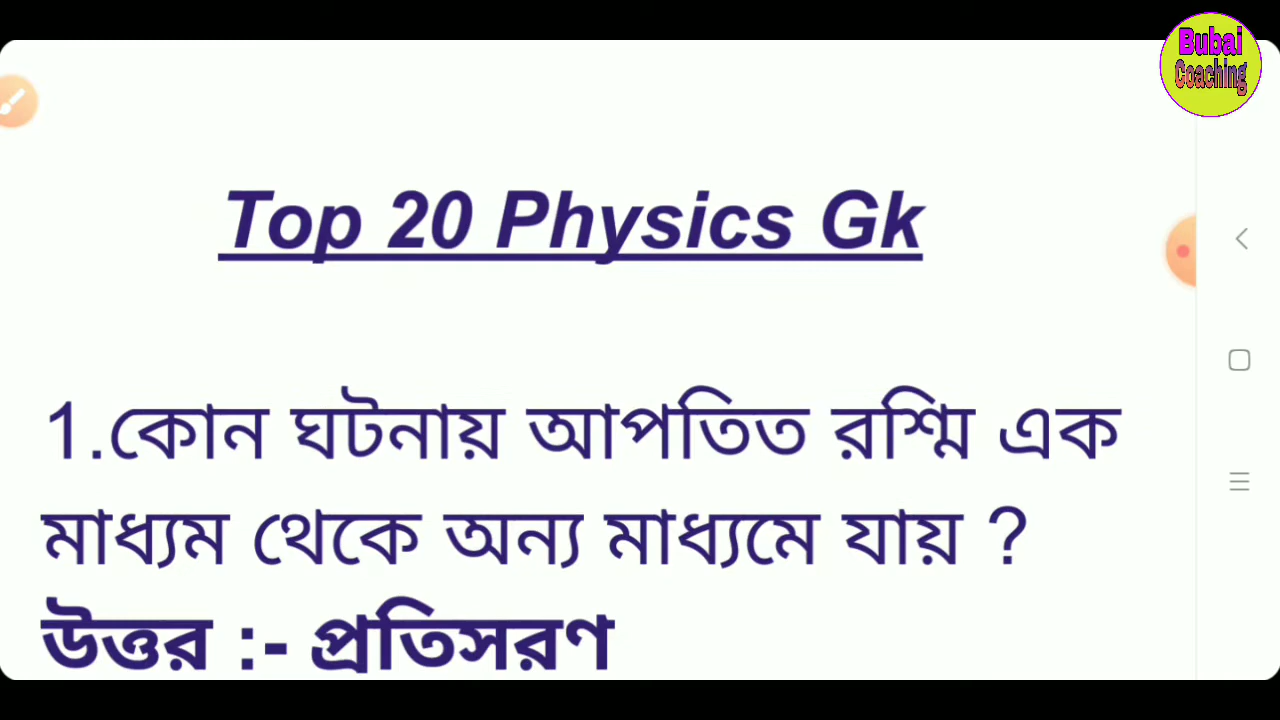 Bubai
Coaching
Top 20 Physics Gk
1.কোন ঘটনায় আপতিত রশ্মি এক
মাধ্যম থেকে অন্য মাধ্যমে যায় ?
উত্তর :- প্রতিসরণ